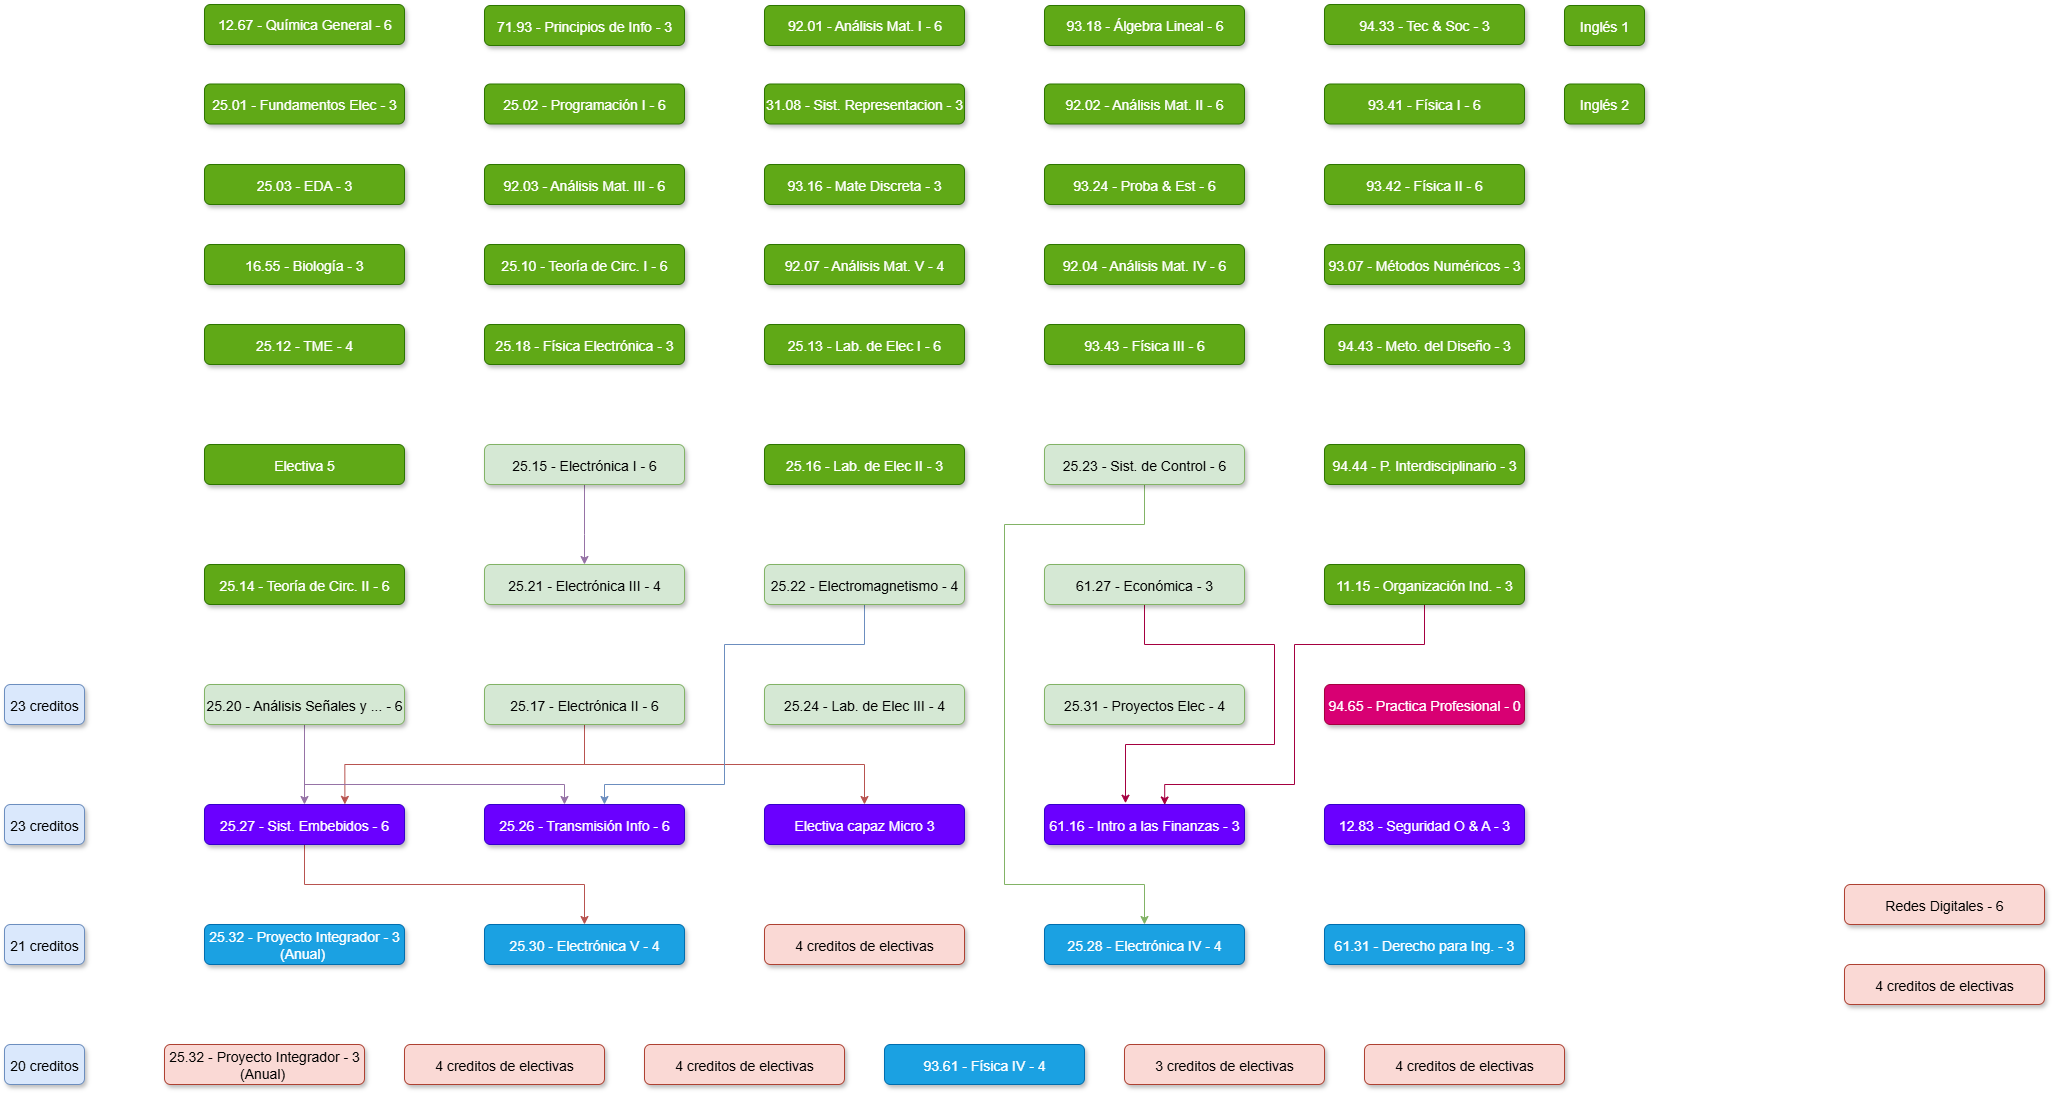 12.67 - Química General - 6
71.93 - Principios de Info - 3
92.01 - Análisis Mat. I - 6
93.18 - Álgebra Lineal - 6
94.33 - Tec & Soc - 3
Inglés 1
25.01 - Fundamentos Elec - 3
25.02 - Programación I - 6
31.08 - Sist. Representacion - 3
92.02 - Análisis Mat. II - 6
93.41 - Física I - 6
Inglés 2
25.03 - EDA - 3
92.03 - Análisis Mat. III - 6
93.16 - Mate Discreta - 3
93.24 - Proba & Est - 6
93.42 - Física II - 6
16.55 - Biología - 3
25.10 - Teoría de Circ. I - 6
92.07 - Análisis Mat. V - 4
92.04 - Análisis Mat. IV - 6
93.07 - Métodos Numéricos - 3
25.12 - TME - 4
25.18 - Física Electrónica - 3
25.13 - Lab. de Elec I - 6
93.43 - Física III - 6
94.43 - Meto. del Diseño - 3
Electiva 5
25.15 - Electrónica I - 6
25.16 - Lab. de Elec II - 3
25.23 - Sist. de Control - 6
94.44 - P. Interdisciplinario - 3
25.14 - Teoría de Circ. II - 6
25.21 - Electrónica III - 4
25.22 - Electromagnetismo - 4
61.27 - Económica - 3
11.15 - Organización Ind. - 3
23 creditos
25.20 - Análisis Señales y ... - 6
25.17 - Electrónica II - 6
25.24 - Lab. de Elec III - 4
25.31 - Proyectos Elec - 4
94.65 - Practica Profesional - 0
23 creditos
25.27 - Sist. Embebidos - 6
25.26 - Transmisión Info - 6
Electiva capaz Micro 3
61.16 - Intro a las Finanzas - 3
12.83 - Seguridad O & A - 3
Redes Digitales - 6
21 creditos
25.32 - Proyecto Integrador - 3
(Anual)
25.30 - Electrónica V - 4
4 creditos de electivas
25.28 - Electrónica IV - 4
61.31 - Derecho para Ing. - 3
4 creditos de electivas
20 creditos
25.32 - Proyecto Integrador - 3
(Anual)
4 creditos de electivas
4 creditos de electivas
93.61 - Física IV - 4
3 creditos de electivas
4 creditos de electivas